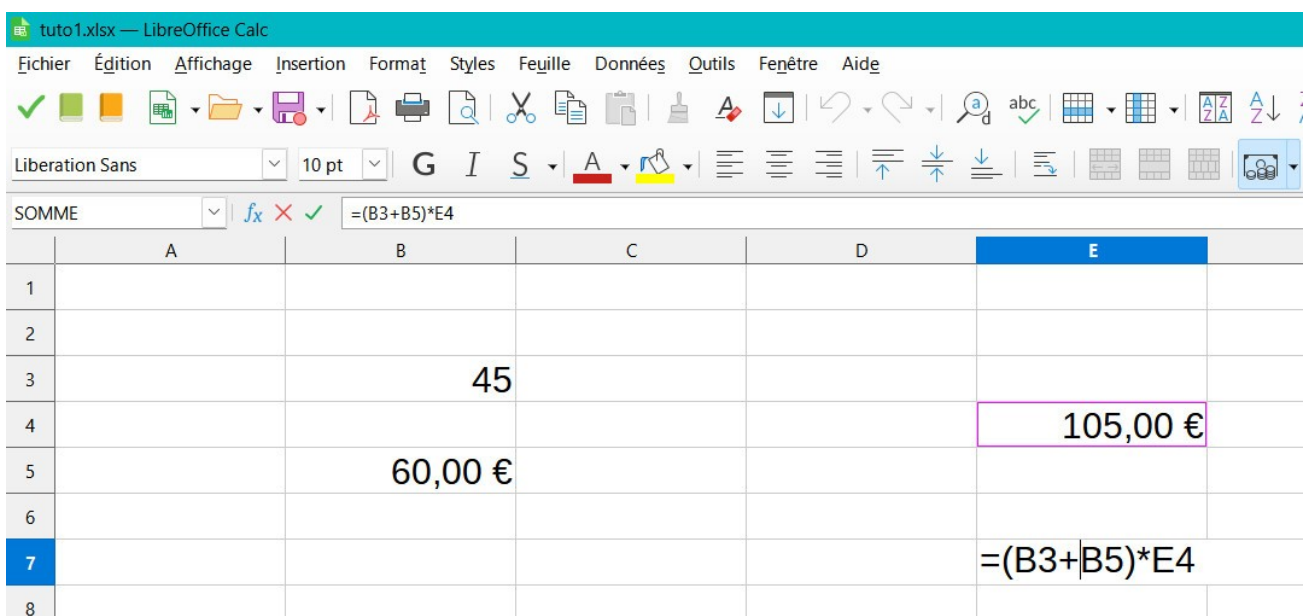 tuto1.xlsx — LibreOffice Calc
Fichier Édition Affichage Insertion Format Styles Feuille Données Outils Fenêtre Aide
a abc A Z Z A A Z
Liberation Sans 10 pt G I S A
SOMME fx =(B3+B5)*E4
A B C D E
1
2
3 45
4 105,00 €
5 60,00 €
6
7 =(B3+B5)*E4
8